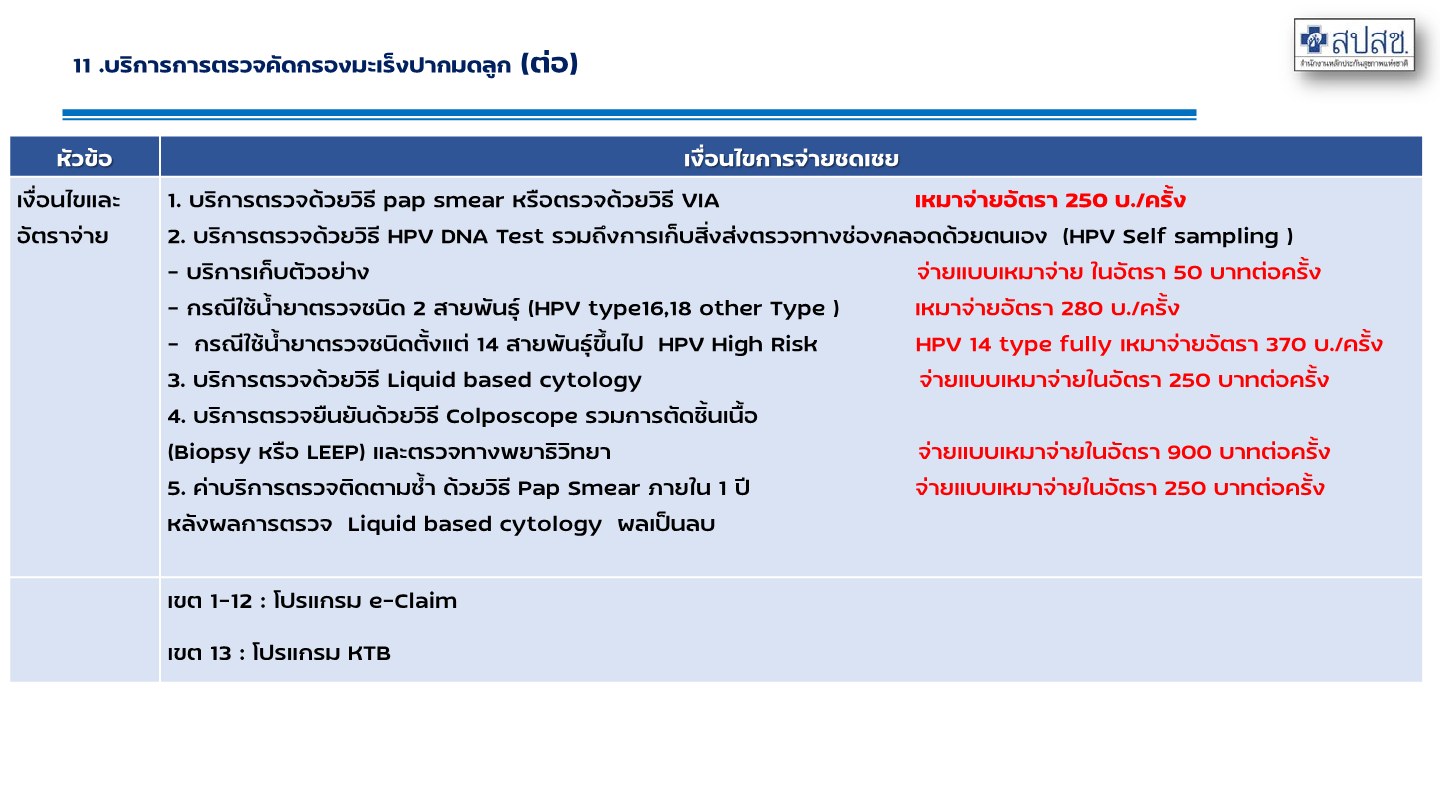 11 .บริการการตรวจคัดกรองมะเร็งปากมดลูก (ต่อ)
สปสช.
สำนักงานหลักประกันสุขภาพแห่งชาติ
หัวข้อ เงื่อนไขการจ่ายชดเชย
เงื่อนไขและ
อัตราจ่าย
1. บริการตรวจด้วยวิธี pap smear หรือตรวจด้วยวิธี VIA เหมาจ่ายอัตรา 250 บ./ครั้ง
2. บริการตรวจด้วยวิธี HPV DNA Test รวมถึงการเก็บสิ่งส่งตรวจทางช่องคลอดด้วยตนเอง (HPV Self sampling )
- บริการเก็บตัวอย่าง จ่ายแบบเหมาจ่าย ในอัตรา 50 บาทต่อครั้ง
- กรณีใช้น้ำยาตรวจชนิด 2 สายพันธุ์ (HPV type16,18 other Type ) เหมาจ่ายอัตรา 280 บ./ครั้ง
- กรณีใช้น้ำยาตรวจชนิดตั้งแต่ 14 สายพันธุ์ขึ้นไป HPV High Risk HPV 14 type fully เหมาจ่ายอัตรา 370 บ./ครั้ง
3. บริการตรวจด้วยวิธี Liquid based cytology จ่ายแบบเหมาจ่ายในอัตรา 250 บาทต่อครั้ง
4. บริการตรวจยืนยันด้วยวิธี Colposcope รวมการตัดชิ้นเนื้อ
(Biopsy หรือ LEEP) และตรวจทางพยาธิวิทยา จ่ายแบบเหมาจ่ายในอัตรา 900 บาทต่อครั้ง
5. ค่าบริการตรวจติดตามซ้ำ ด้วยวิธี Pap Smear ภายใน 1 ปี จ่ายแบบเหมาจ่ายในอัตรา 250 บาทต่อครั้ง
หลังผลการตรวจ Liquid based cytology ผลเป็นลบ
เขต 1-12 : โปรแกรม e-Claim
เขต 13 : โปรแกรม KTB